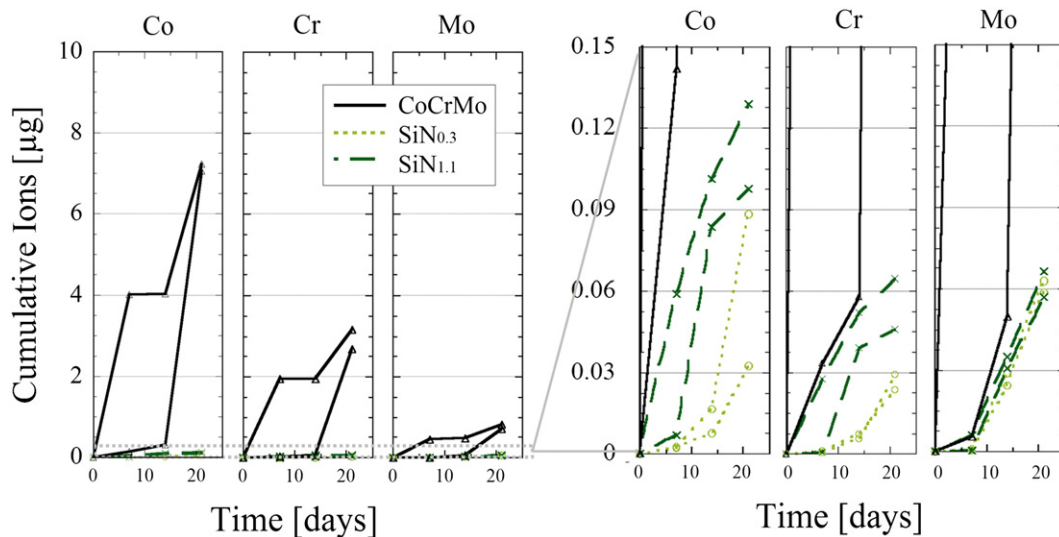 Co Cr Mo
10
8
6
4
2
0
Cumulative Ions [µg]
CoCrMo
SiN0.3
SiN1.1
0 10 20 0 10 20 0 10 20
Time [days]
Co Cr Mo
0.15
0.12
0.09
0.06
0.03
0
0 10 20 0 10 20 0 10 20
Time [days]